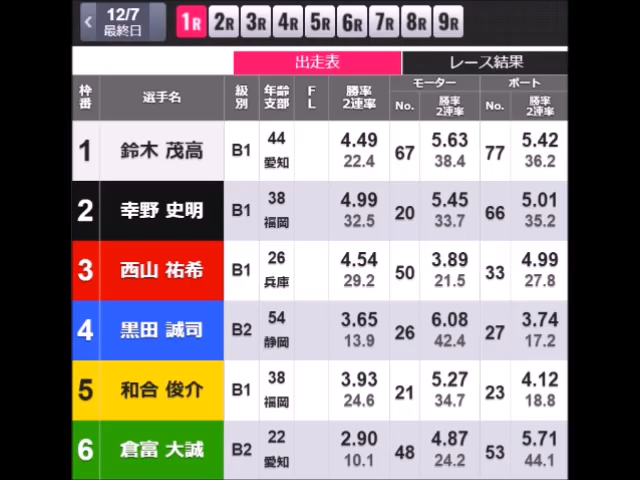 12/7
最終日
1R 2R 3R 4R 5R 6R 7R 8R 9R
出走表 レース結果
枠番 選手名 級別 年齢支部 F L 勝率2連率 モーター No. 勝率2連率 ボート No. 勝率2連率
1 鈴木 茂高 B1 44 愛知 4.49 22.4 67 5.63 38.4 77 5.42 36.2
2 幸野 史明 B1 38 福岡 4.99 32.5 20 5.45 33.7 66 5.01 35.2
3 西山 祐希 B1 26 兵庫 4.54 29.2 50 3.89 21.5 33 4.99 27.8
4 黒田 誠司 B2 54 静岡 3.65 13.9 26 6.08 42.4 27 3.74 17.2
5 和合 俊介 B1 38 福岡 3.93 24.6 21 5.27 34.7 23 4.12 18.8
6 倉富 大誠 B2 22 愛知 2.90 10.1 48 4.87 24.2 53 5.71 44.1